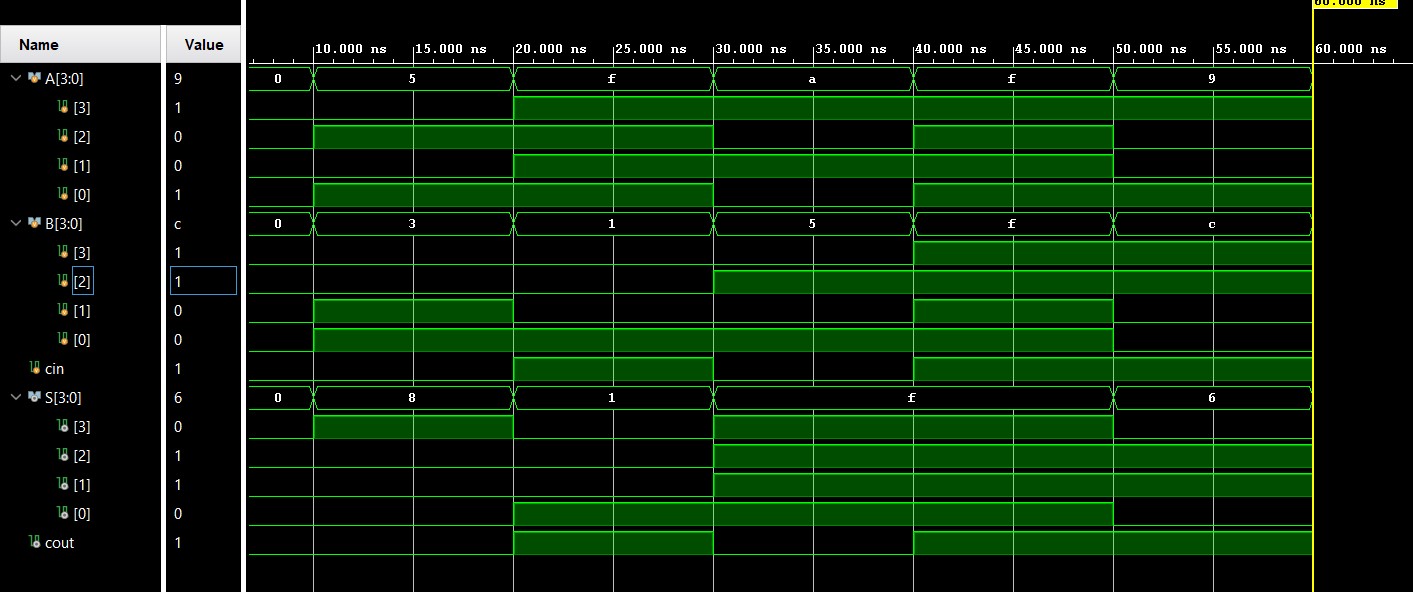 60.000 ns
Name Value
10.000 ns 15.000 ns 20.000 ns 25.000 ns 30.000 ns 35.000 ns 40.000 ns 45.000 ns 50.000 ns 55.000 ns 60.000 ns
A[3:0] 9 0 5 f a f 9
[3] 1
[2] 0
[1] 0
[0] 1
B[3:0] c 0 3 1 5 f c
[3] 1
[2] 1
[1] 0
[0] 0
cin 1
S[3:0] 6 0 8 1 f 6
[3] 0
[2] 1
[1] 1
[0] 0
cout 1